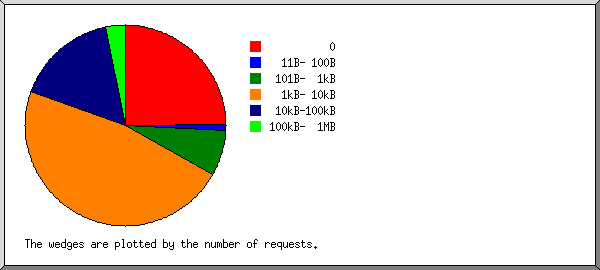 0
11B- 100B
101B- 1kB
1kB- 10kB
10kB-100kB
100kB- 1MB
The wedges are plotted by the number of requests.